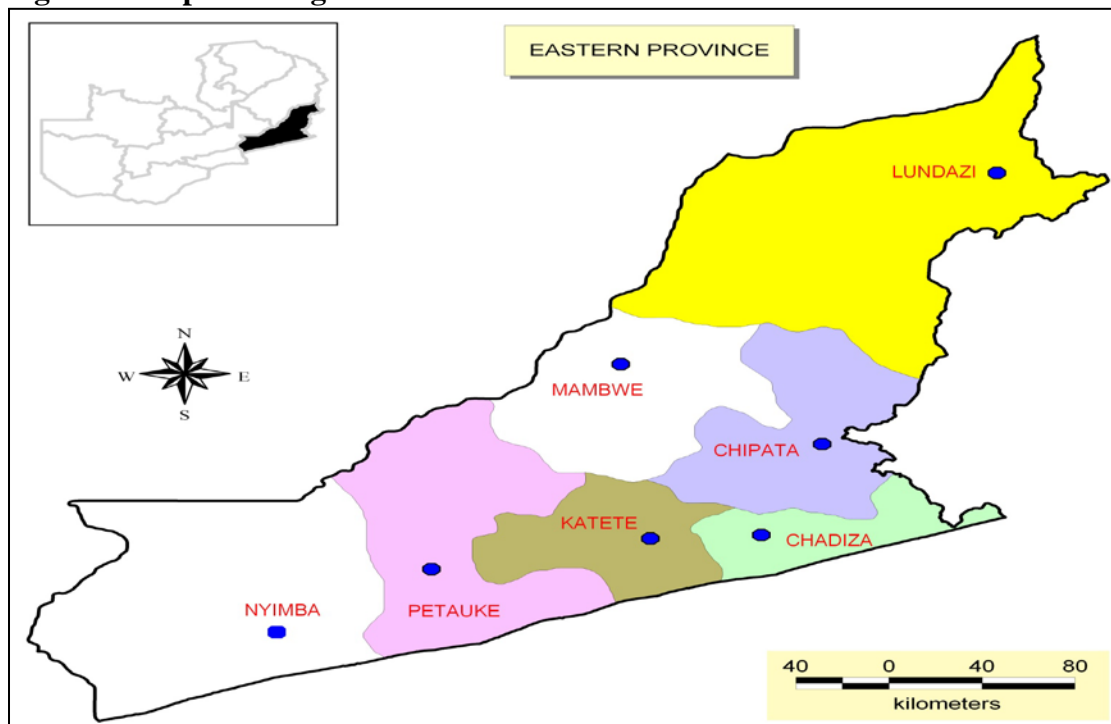 EASTERN PROVINCE
LUNDAZI
N
W E
S
MAMBWE
CHIPATA
KATETE
CHADIZA
NYIMBA
PETAUKE
40 0 40 80
kilometers